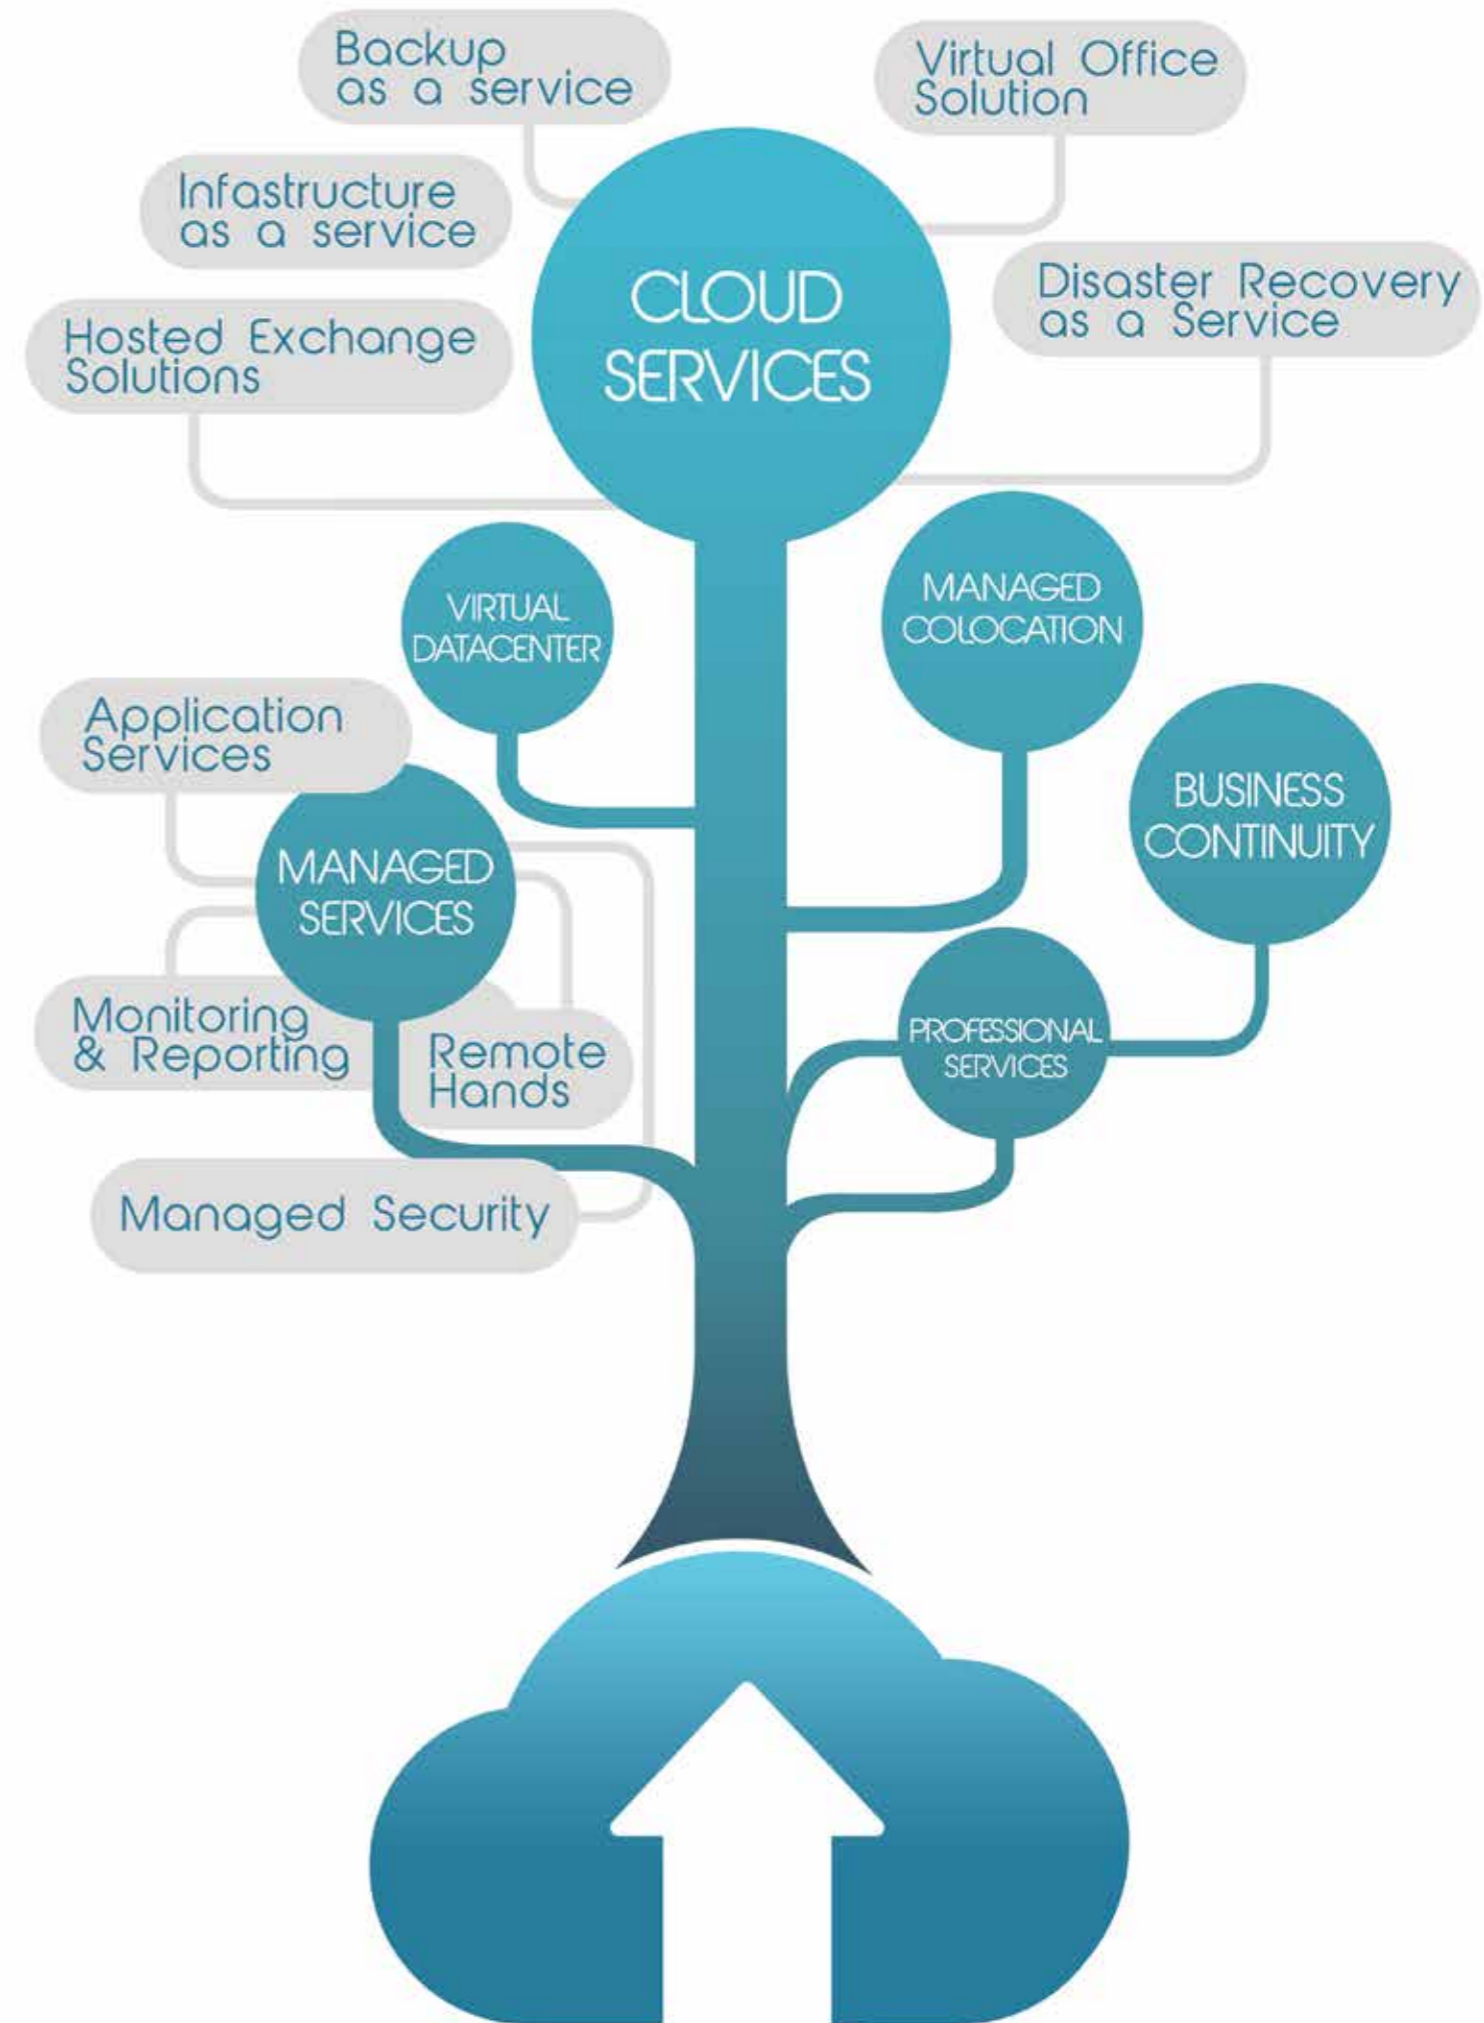 Backup
as a service
Virtual Office
Solution
Infastructure
as a service
Disaster Recovery
as a Service
Hosted Exchange
Solutions
CLOUD
SERVICES
VIRTUAL
DATACENTER
MANAGED
COLOCATION
Application
Services
BUSINESS
CONTINUITY
MANAGED
SERVICES
Monitoring
& Reporting
Remote
Hands
PROFESSIONAL
SERVICES
Managed Security